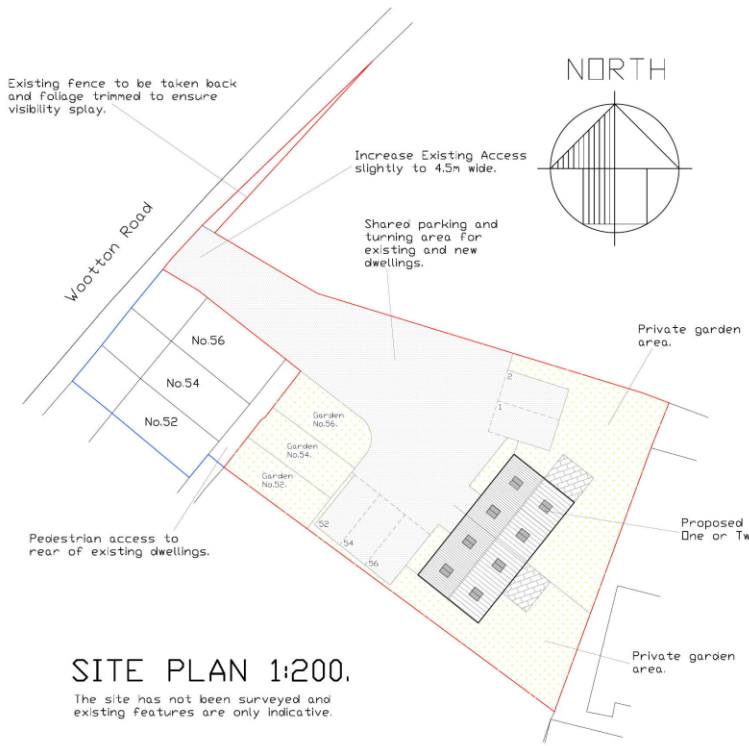 NORTH
Existing fence to be taken back
and foliage trimmed to ensure
visibility splay.
Increase Existing Access
slightly to 4.5m wide.
Wootton Road
Shared parking and
turning area for
existing and new
dwellings.
No.56
No.54
No.52
Private garden
area.
2
1
Garden
No.56.
Garden
No.54.
Garden
No.52.
52
54
56
Pedestrian access to
rear of existing dwellings.
Proposed
One or Tw
Private garden
area.
SITE PLAN 1:200.
The site has not been surveyed and
existing features are only indicative.